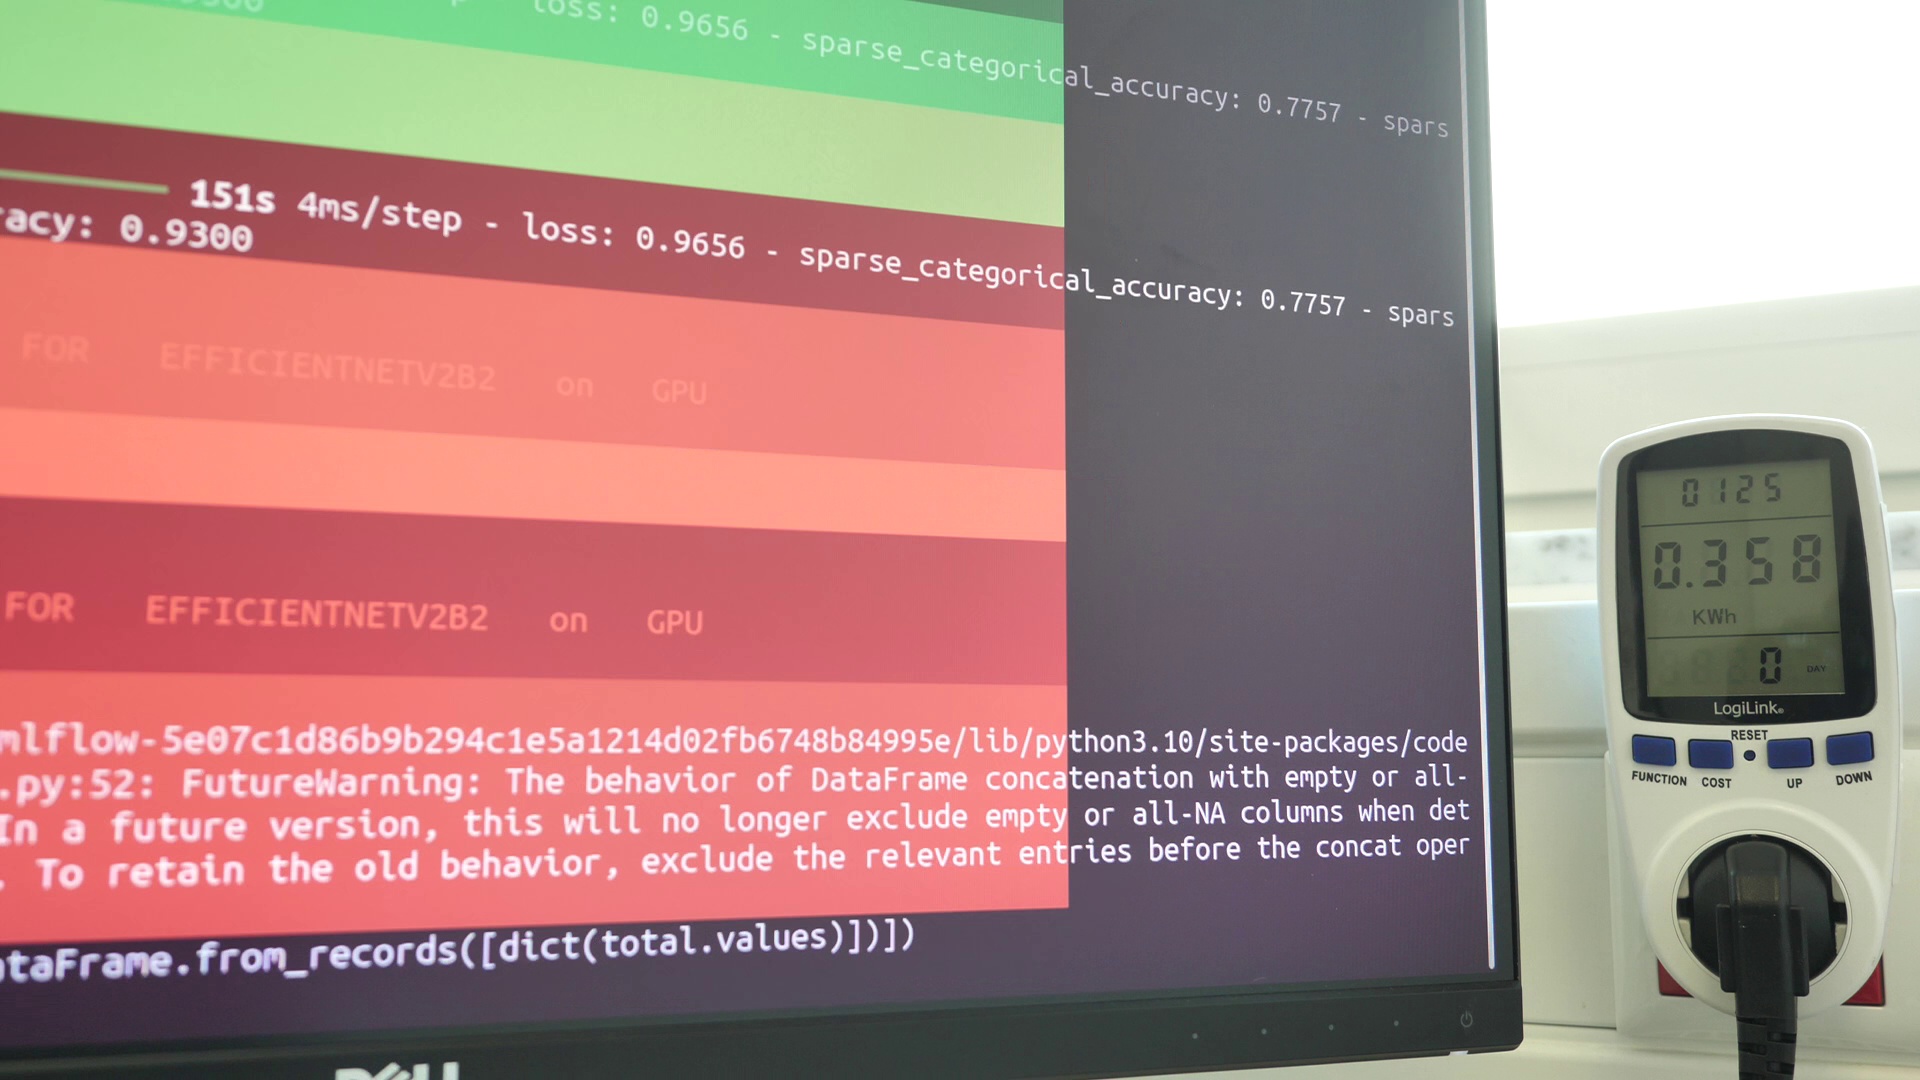 loss: 0.9656 - sparse_categorical_accuracy: 0.7757 - spars
151s 4ms/step - loss: 0.9656 - sparse_categorical_accuracy: 0.7757 - spars
racy: 0.9300
FOR EFFICIENTNETV2B2 on GPU
FOR EFFICIENTNETV2B2 on GPU
mlflow-5e07c1d86b9b294c1e5a1214d02fb6748b84995e/lib/python3.10/site-packages/code
.py:52: FutureWarning: The behavior of DataFrame concatenation with empty or all-
In a future version, this will no longer exclude empty or all-NA columns when det
. To retain the old behavior, exclude the relevant entries before the concat oper
ataFrame.from_records([dict(total.values)])])
DELL
0125
0.358
KWh
0 DAY
LogiLink®
RESET
FUNCTION COST UP DOWN